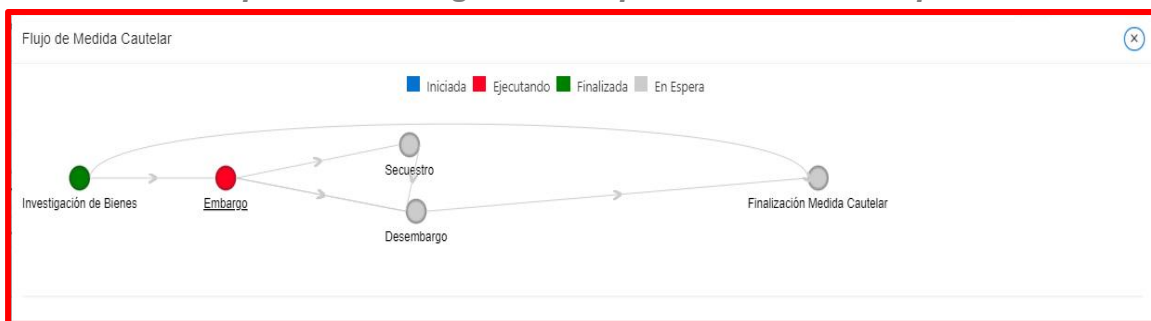 Flujo de Medida Cautelar
Iniciada Ejecutando Finalizada En Espera
Secuestro
Investigación de Bienes Embargo Finalización Medida Cautelar
Desembargo